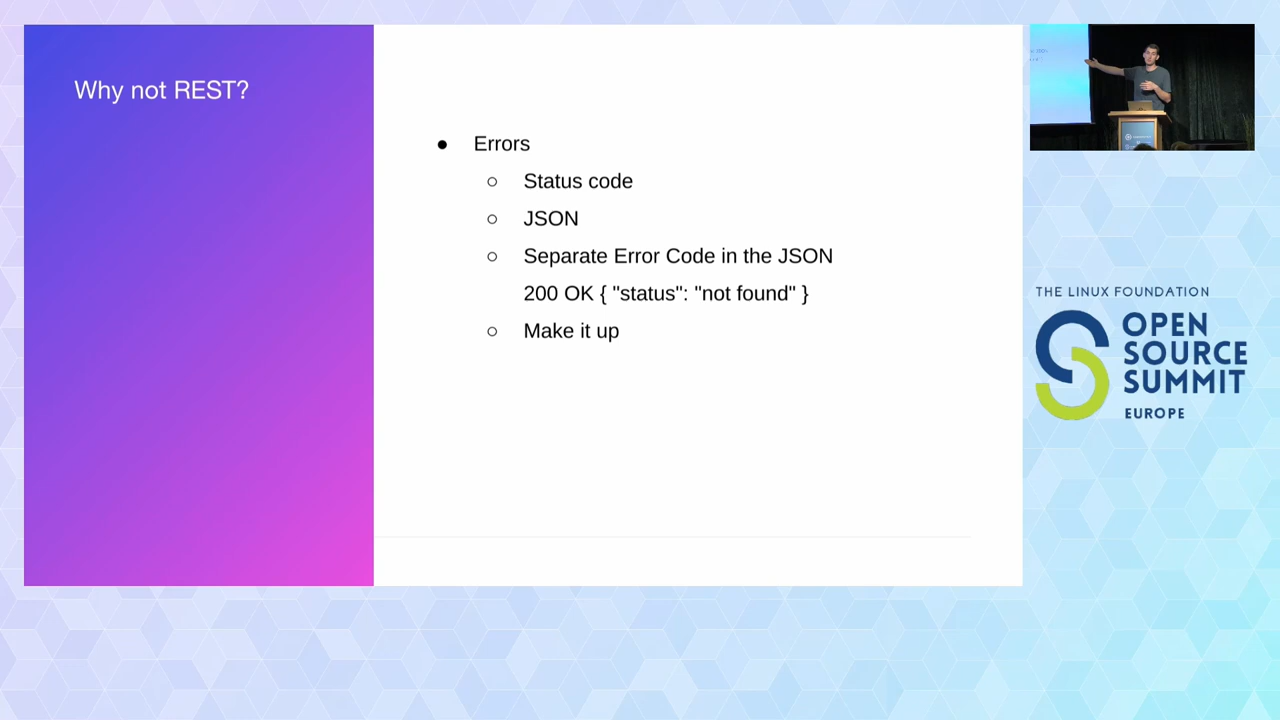 Why not REST?
● Errors
○ Status code
○ JSON
○ Separate Error Code in the JSON
200 OK { "status": "not found" }
○ Make it up
THE LINUX FOUNDATION
OPEN
SOURCE
SUMMIT
EUROPE